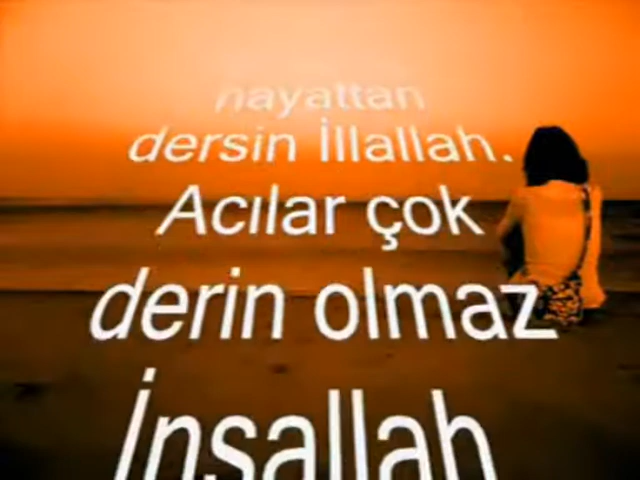 hayattan
dersin İllallah.
Acılar çok
derin olmaz
İnşallah